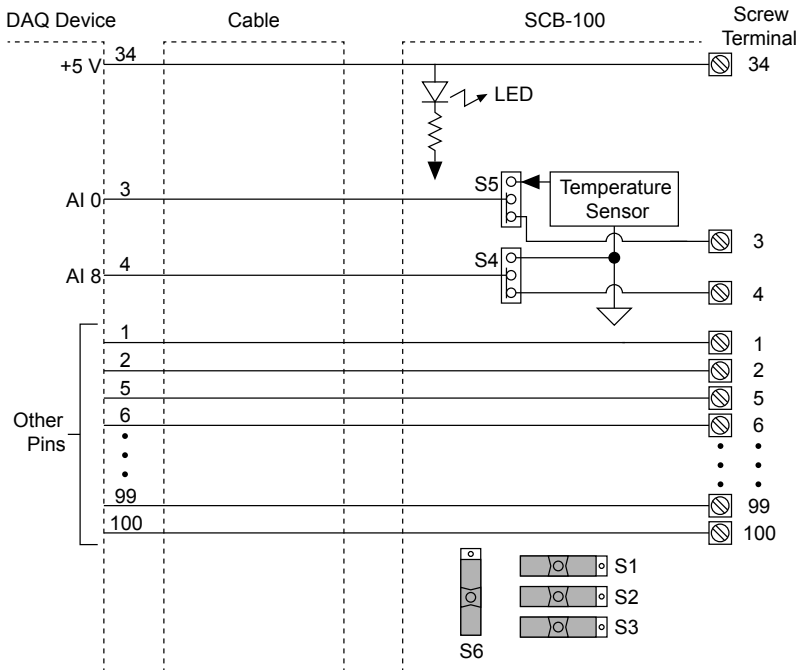 DAQ Device Cable SCB-100 Screw
Terminal
+5 V 34 34
LED
S5 Temperature
Sensor
AI 0 3
3
S4
AI 8 4
4
1 1
2 2
5 5
Other
Pins
6 6
99 99
100 100
S1
S2
S3
S6